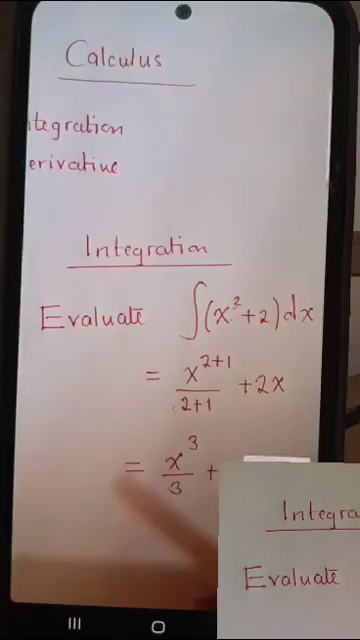 Calculus
tegration
erivative
Integration
Evaluate ∫(x²+2)dx
= x^(2+1)/(2+1) + 2x
= x³/3 +
Integra
Evaluate